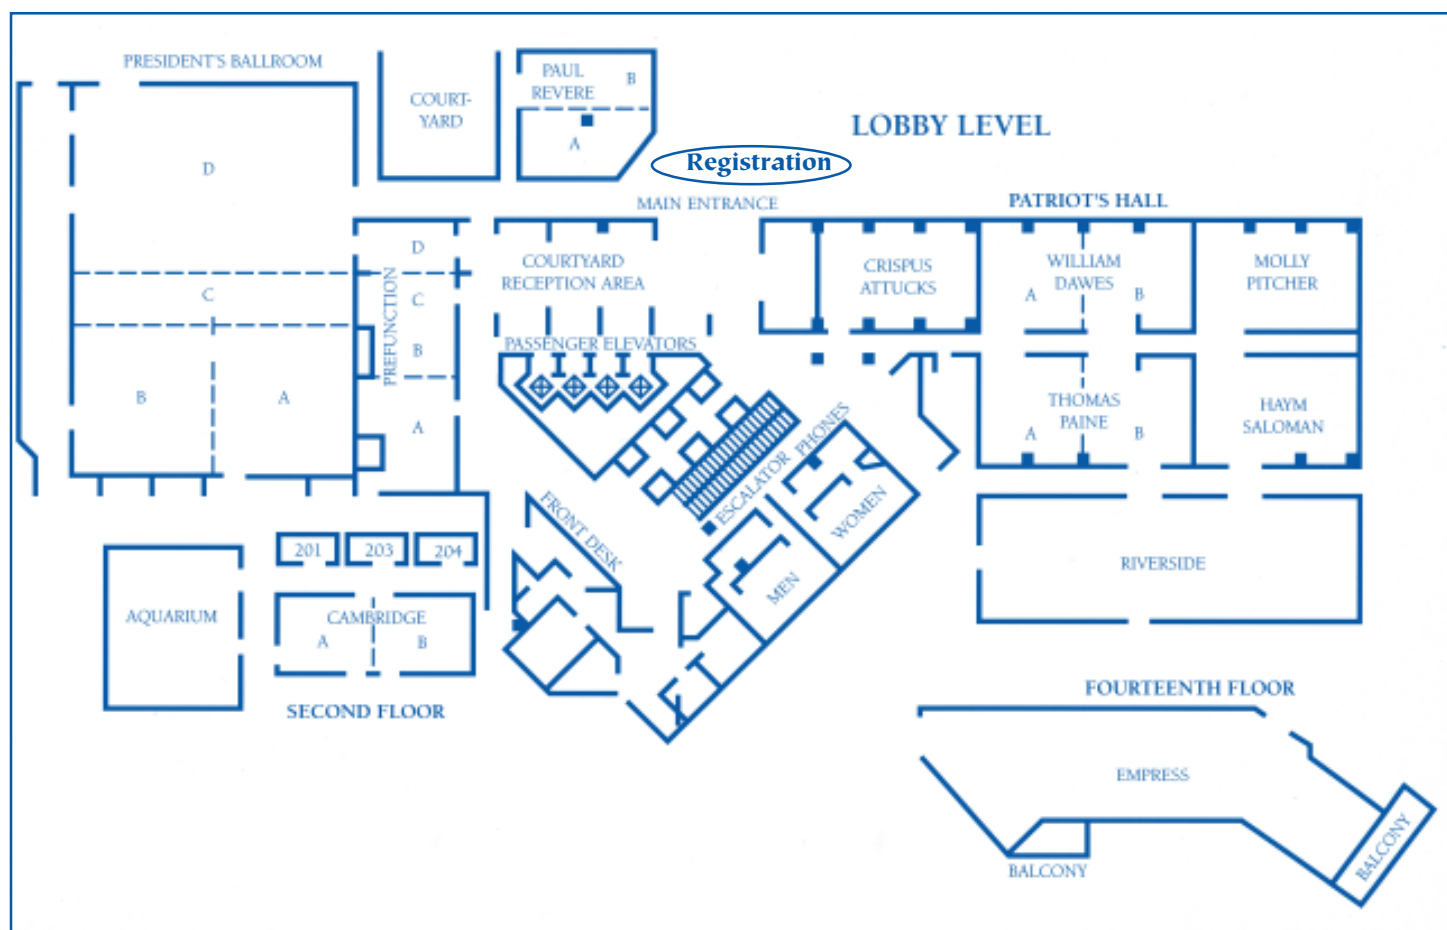 PRESIDENT'S BALLROOM
D
C
B
A
COURT-
YARD
PAUL
REVERE
B
A
LOBBY LEVEL
Registration
MAIN ENTRANCE
PATRIOT'S HALL
PREFUNCTION
D
C
B
A
COURTYARD
RECEPTION AREA
PASSENGER ELEVATORS
CRISPUS
ATTUCKS
WILLIAM
DAWES
A
B
MOLLY
PITCHER
THOMAS
PAINE
A
B
HAYM
SALOMAN
ESCALATOR
PHONES
WOMEN
MEN
FRONT DESK
RIVERSIDE
201
203
204
AQUARIUM
CAMBRIDGE
A
B
SECOND FLOOR
FOURTEENTH FLOOR
EMPRESS
BALCONY
BALCONY